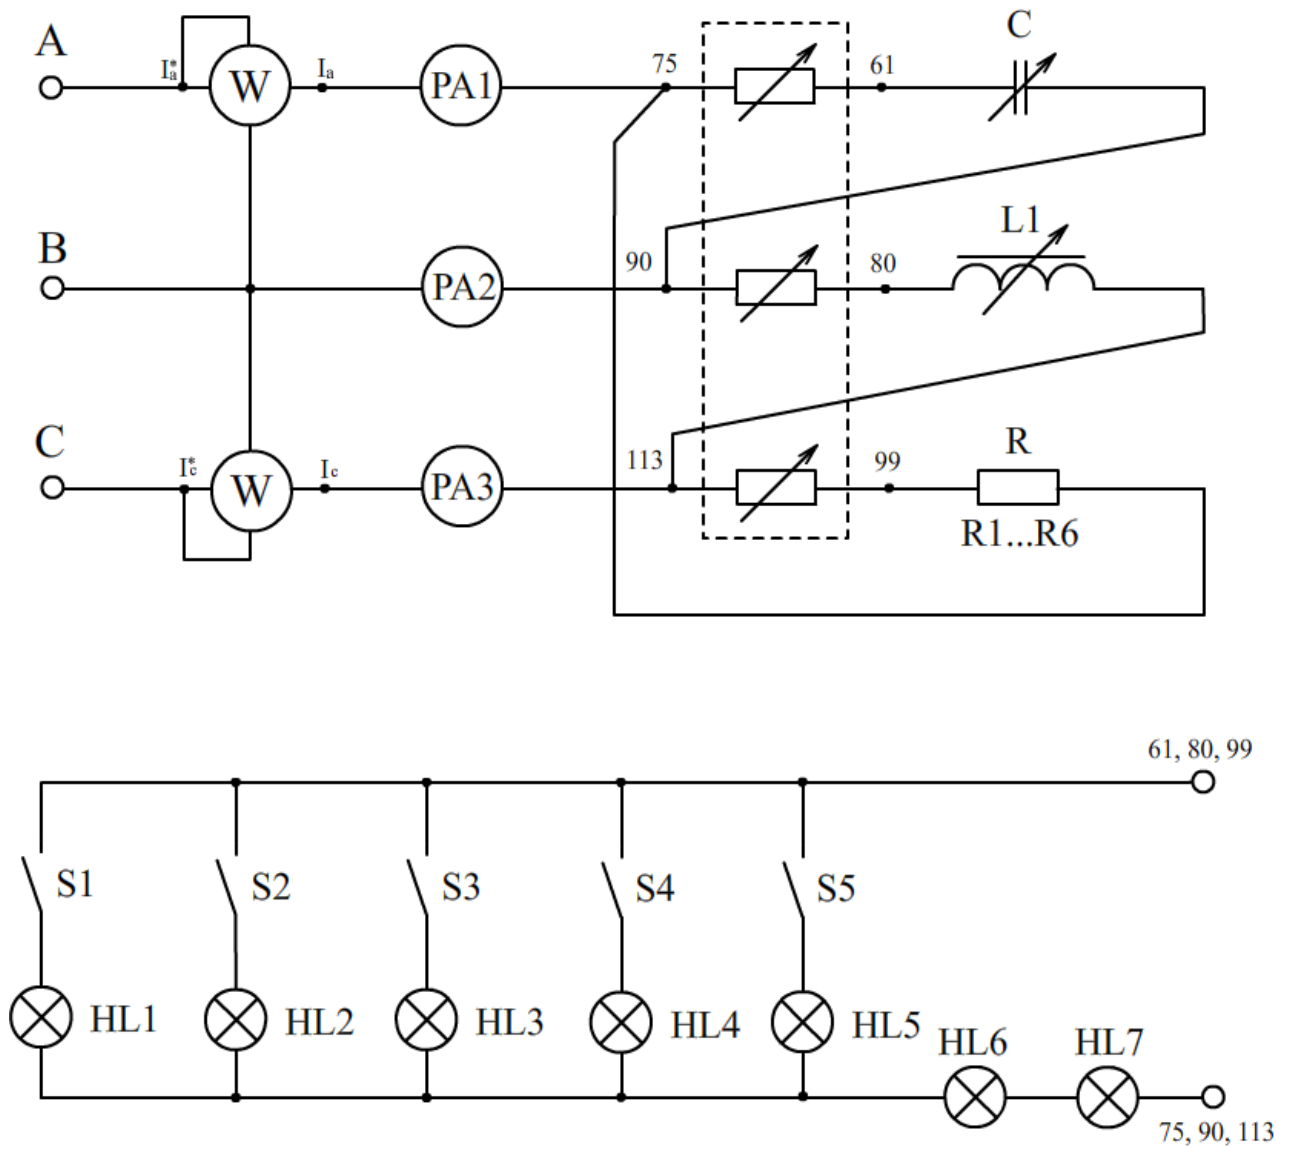 A
I*a
W
Ia
PA1
75
61
C
B
PA2
90
80
L1
C
I*c
W
Ic
PA3
113
99
R
R1...R6
61, 80, 99
S1
S2
S3
S4
S5
HL1
HL2
HL3
HL4
HL5
HL6
HL7
75, 90, 113